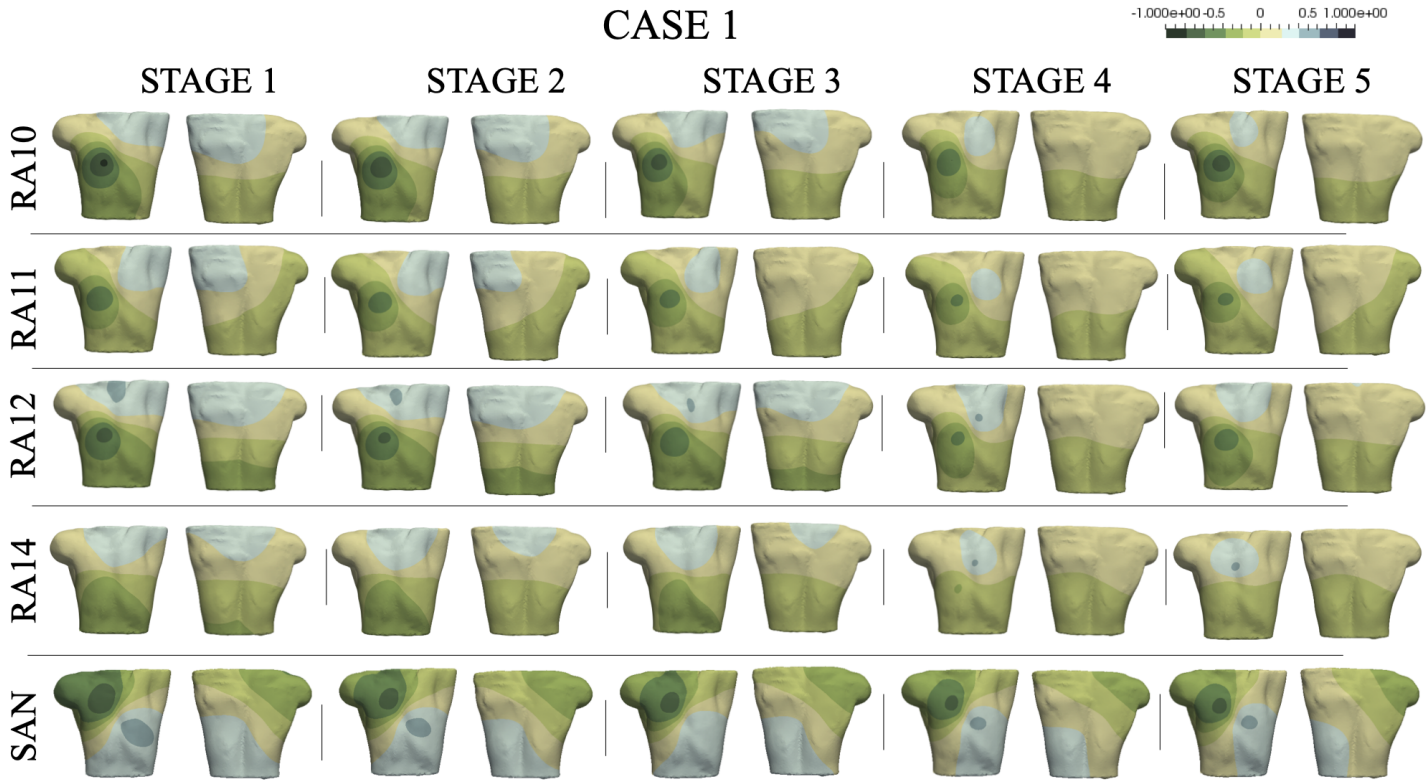 CASE 1
-1.000e+00 -0.5 0 0.5 1.000e+00
STAGE 1 STAGE 2 STAGE 3 STAGE 4 STAGE 5
RA10
RA11
RA12
RA14
SAN